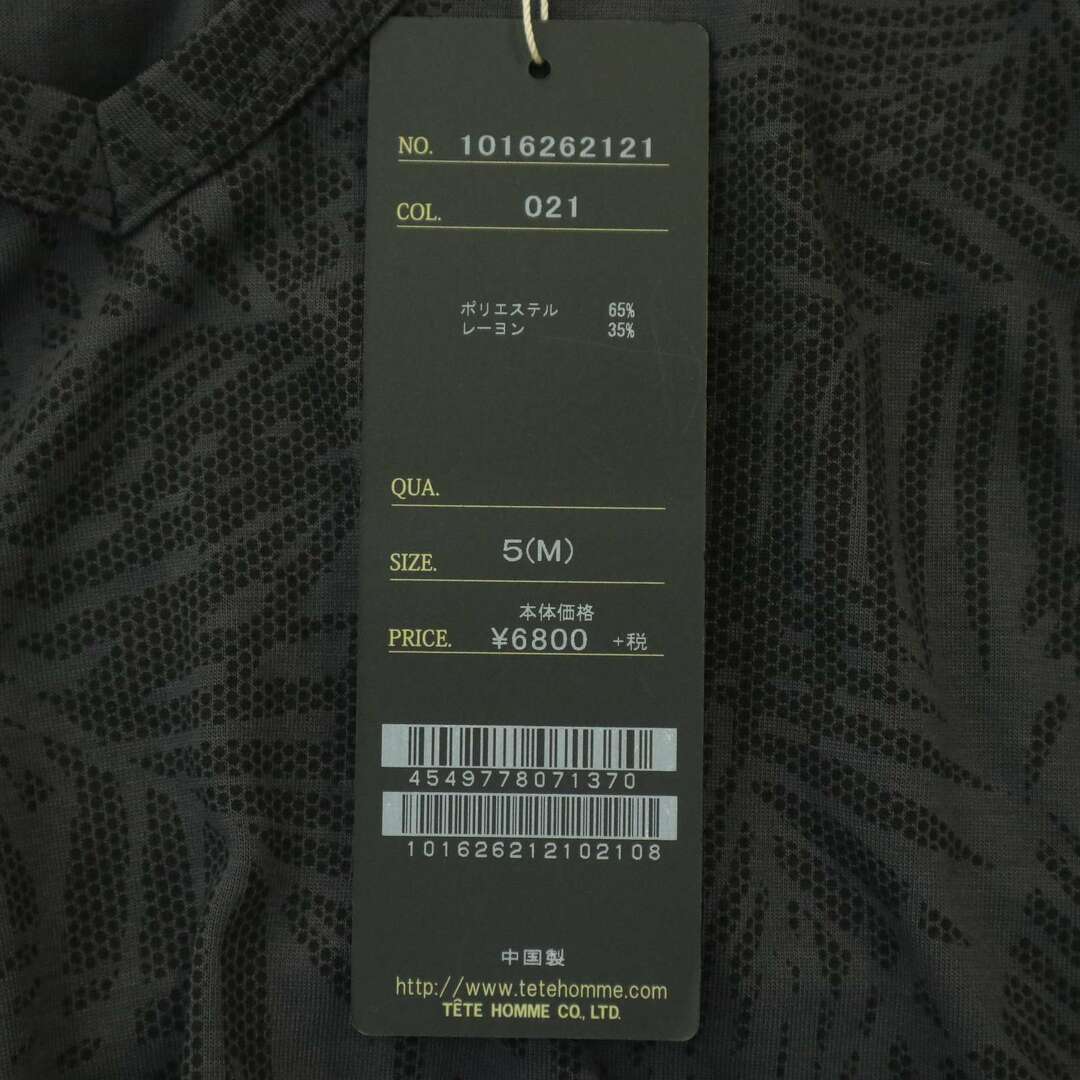 NO. 1016262121
COL. 021
ポリエステル 65%
レーヨン 35%
QUA.
SIZE. 5(M)
本体価格
PRICE. ¥6800 +税
4549778071370
101626212102108
中国製
http://www.tetehomme.com
TÊTE HOMME CO., LTD.